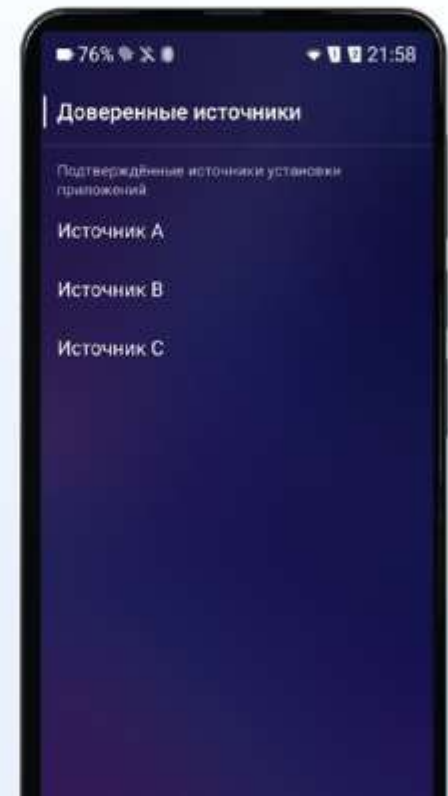 76% 21:58
Доверенные источники
Подтверждённые источники установки
приложений
Источник A
Источник B
Источник C